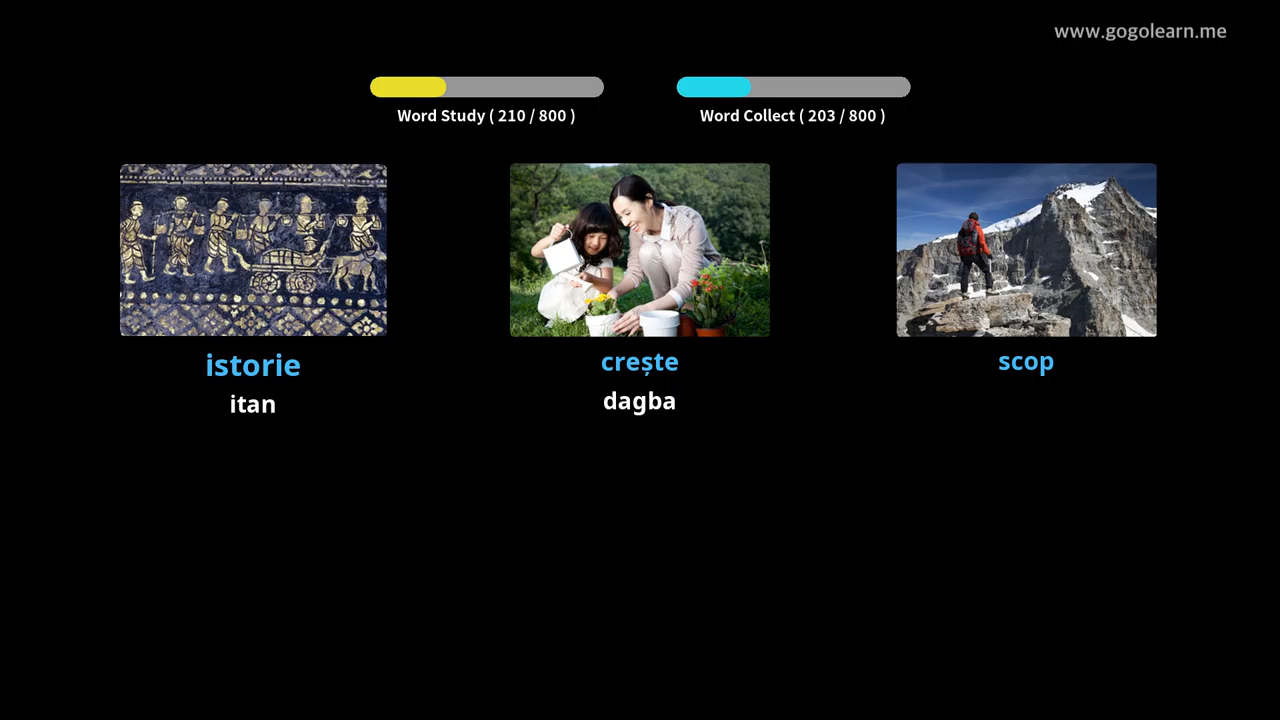 www.gogolearn.me
Word Study ( 210 / 800 )
Word Collect ( 203 / 800 )
istorie
itan
crește
dagba
scop